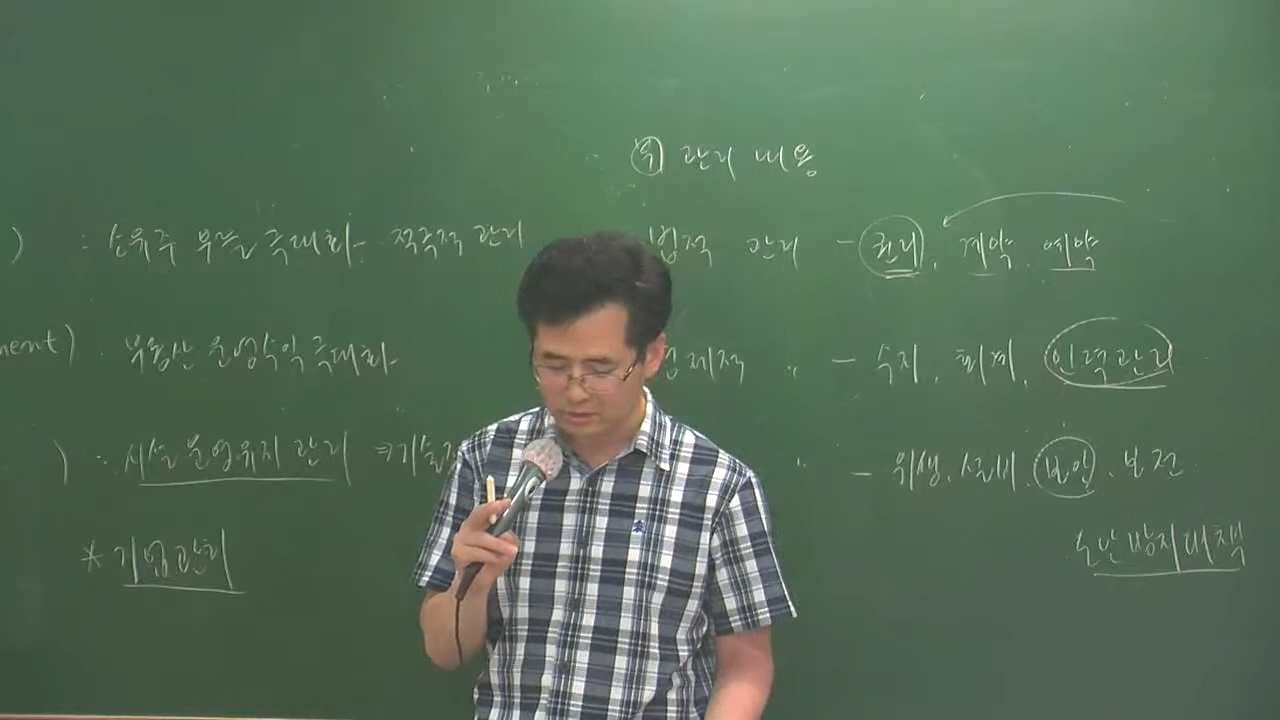 ) : 소유주 부를 극대화. 적극적 관리
ment) . 부동산 운영수익 극대화
) : 시설 운영유지 관리 ⇒ 기술
* 기업관리
관리 내용
법적 관리 - 권리, 계약, 예약
경제적 〃 - 수지, 회계, 인력관리
〃 - 위생, 설비, 보안, 보전
도난방지대책